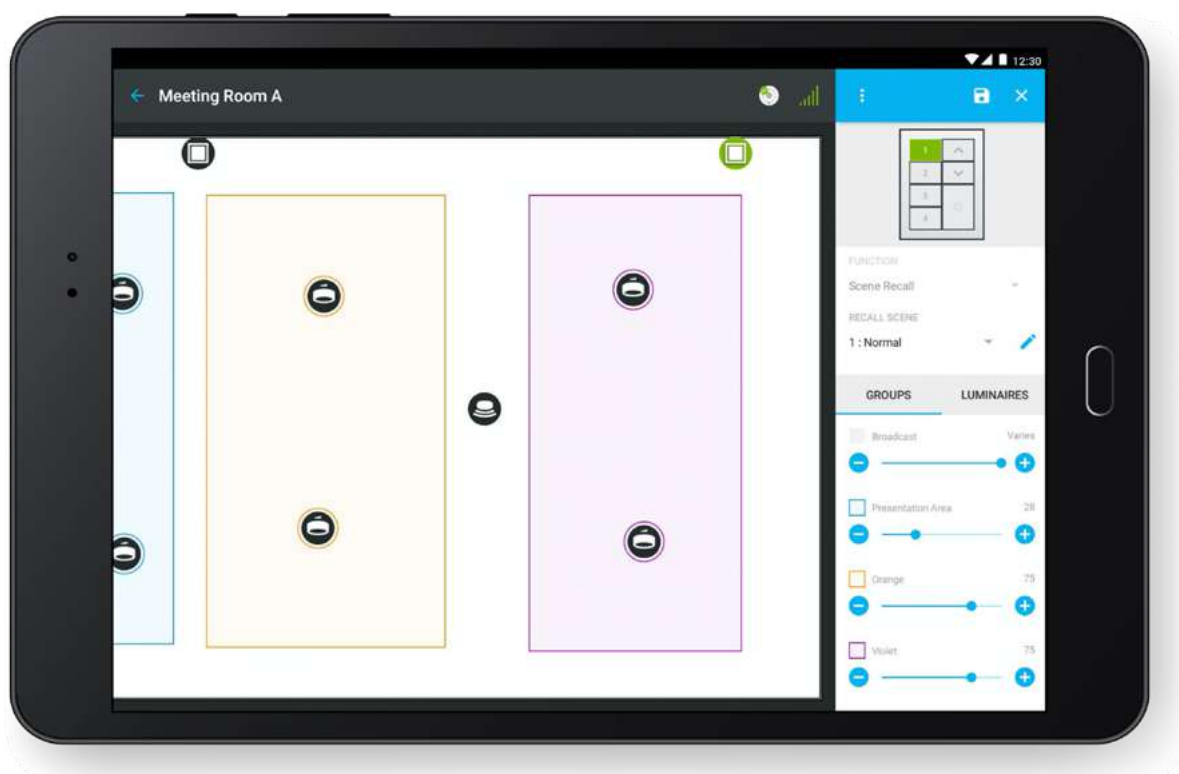 12:30
Meeting Room A
1
2
3
4
FUNCTION
Scene Recall
RECALL SCENE
1 : Normal
GROUPS LUMINAIRES
Broadcast Varies
Presentation Area 28
Orange 75
Violet 75